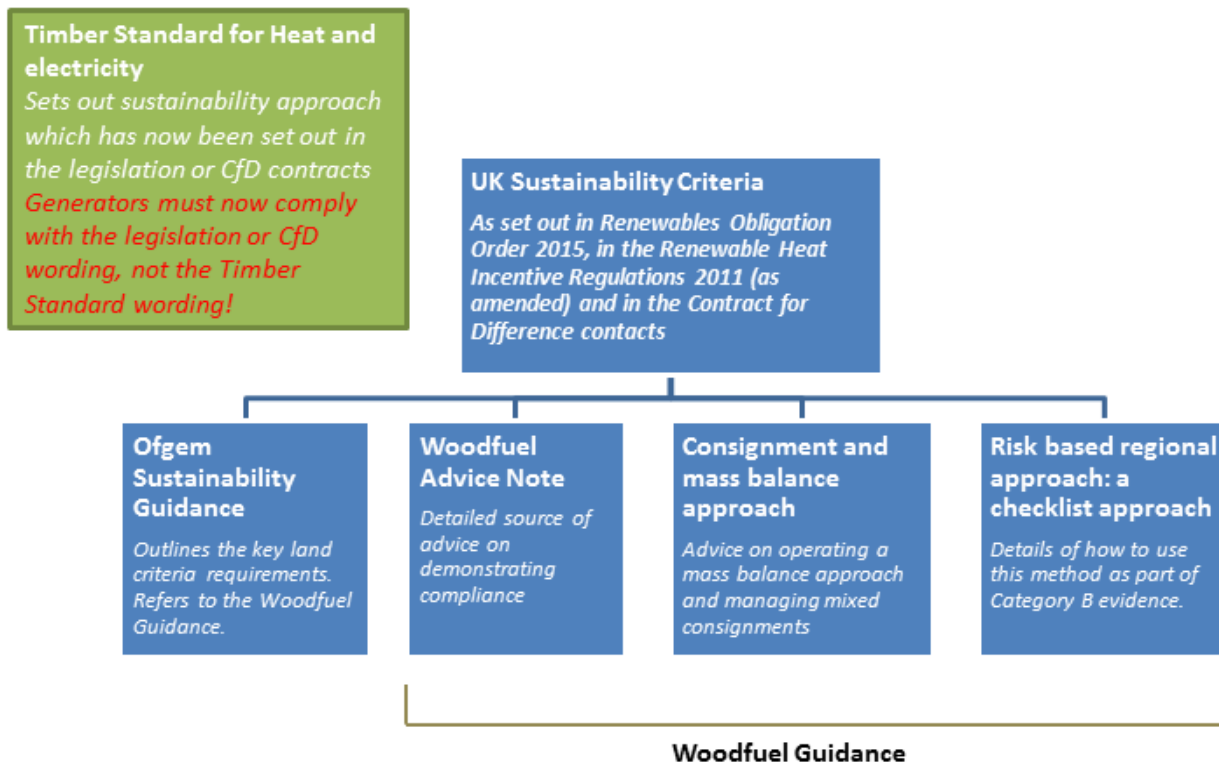 Timber Standard for Heat and
electricity
Sets out sustainability approach
which has now been set out in
the legislation or CfD contracts
Generators must now comply
with the legislation or CfD
wording, not the Timber
Standard wording!
UK Sustainability Criteria
As set out in Renewables Obligation
Order 2015, in the Renewable Heat
Incentive Regulations 2011 (as
amended) and in the Contract for
Difference contacts
Ofgem
Sustainability
Guidance
Outlines the key land
criteria requirements.
Refers to the Woodfuel
Guidance.
Woodfuel
Advice Note
Detailed source of
advice on
demonstrating
compliance
Consignment and
mass balance
approach
Advice on operating a
mass balance approach
and managing mixed
consignments
Risk based regional
approach: a
checklist approach
Details of how to use
this method as part of
Category B evidence.
Woodfuel Guidance